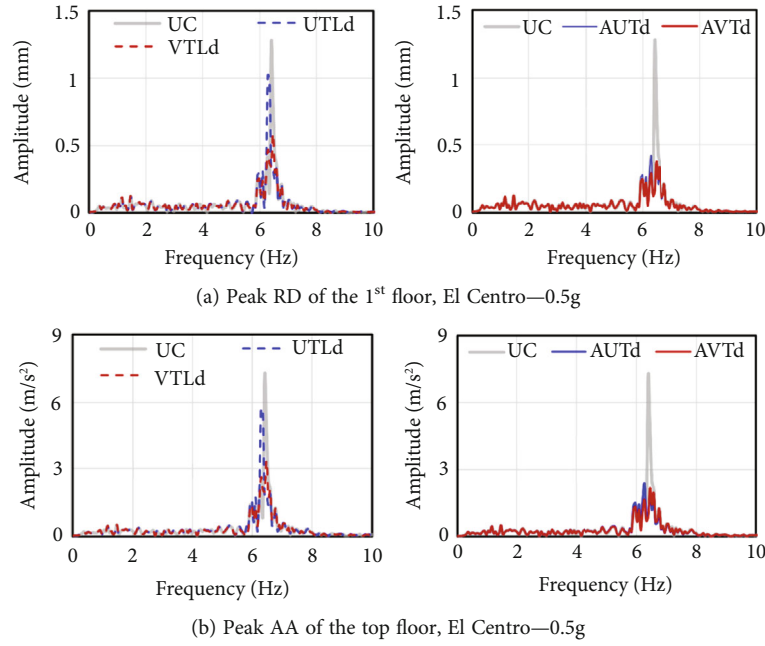 1.5
1
0.5
0
Amplitude (mm)
UC
UTLd
VTLd
0 2 4 6 8 10
Frequency (Hz)
1.5
1
0.5
0
Amplitude (mm)
UC
AUTd
AVTd
0 2 4 6 8 10
Frequency (Hz)
(a) Peak RD of the 1st floor, El Centro—0.5g
9
6
3
0
Amplitude (m/s²)
UC
UTLd
VTLd
0 2 4 6 8 10
Frequency (Hz)
9
6
3
0
Amplitude (m/s²)
UC
AUTd
AVTd
0 2 4 6 8 10
Frequency (Hz)
(b) Peak AA of the top floor, El Centro—0.5g